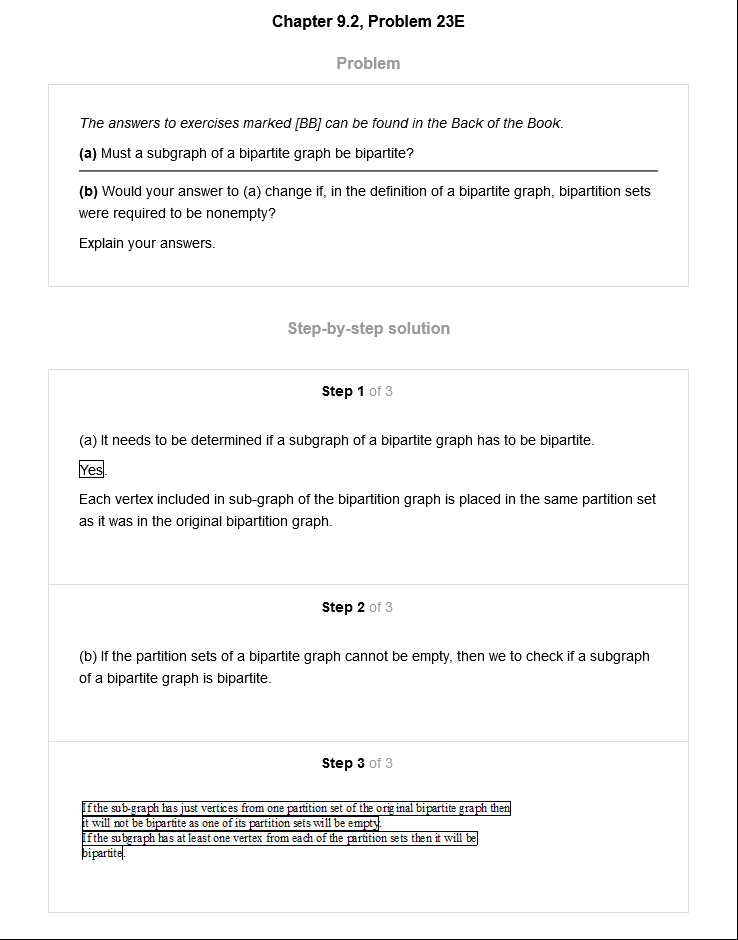 Chapter 9.2, Problem 23E
Problem
The answers to exercises marked [BB] can be found in the Back of the Book.
(a) Must a subgraph of a bipartite graph be bipartite?
(b) Would your answer to (a) change if, in the definition of a bipartite graph, bipartition sets
were required to be nonempty?
Explain your answers.
Step-by-step solution
Step 1 of 3
(a) It needs to be determined if a subgraph of a bipartite graph has to be bipartite.
Yes.
Each vertex included in sub-graph of the bipartition graph is placed in the same partition set
as it was in the original bipartition graph.
Step 2 of 3
(b) If the partition sets of a bipartite graph cannot be empty, then we to check if a subgraph
of a bipartite graph is bipartite.
Step 3 of 3
If the sub-graph has just vertices from one partition set of the original bipartite graph then
it will not be bipartite as one of its partition sets will be empty.
If the subgraph has at least one vertex from each of the partition sets then it will be
bipartite.